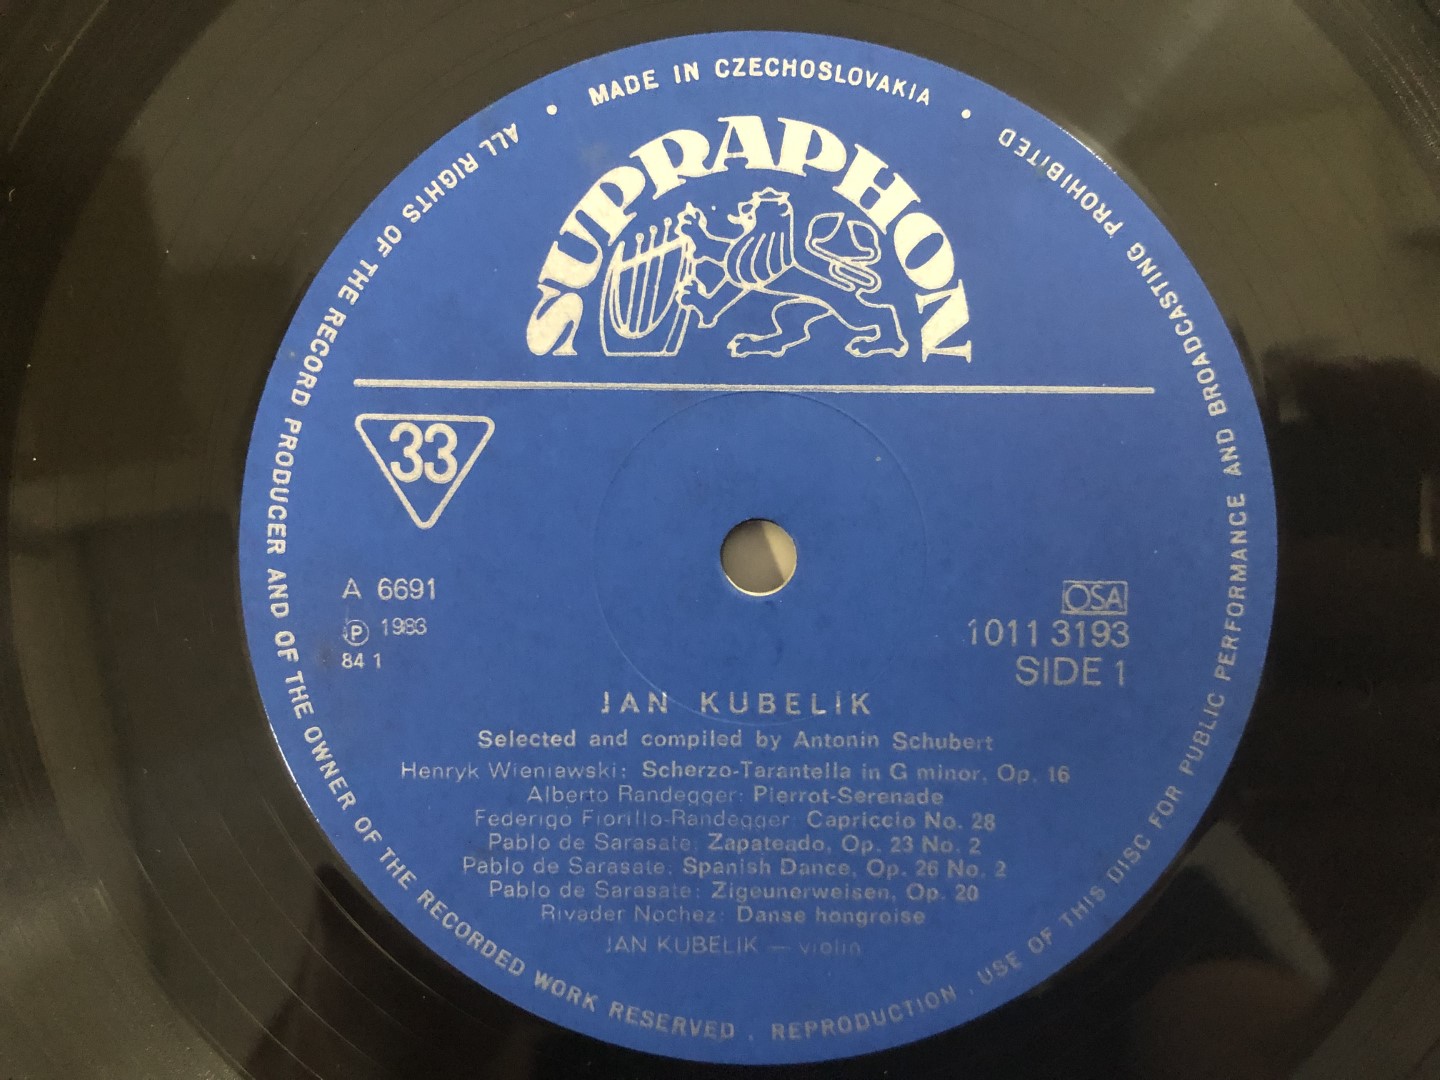 MADE IN CZECHOSLOVAKIA
ALL RIGHTS OF THE RECORD PRODUCER AND OF THE OWNER OF THE RECORDED WORK RESERVED . REPRODUCTION . USE OF THIS DISC FOR PUBLIC PERFORMANCE AND BROADCASTING PROHIBITED
SUPRAPHON
33
A 6691
Ⓟ 1983
84 1
OSA
1011 3193
SIDE 1
JAN KUBELÍK
Selected and compiled by Antonín Schubert
Henryk Wieniawski: Scherzo-Tarantella in G minor, Op. 16
Alberto Randegger: Pierrot-Serenade
Federigo Fiorillo-Randegger: Capriccio No. 28
Pablo de Sarasate: Zapateado, Op. 23 No. 2
Pablo de Sarasate: Spanish Dance, Op. 26 No. 2
Pablo de Sarasate: Zigeunerweisen, Op. 20
Rivader Nochez: Danse hongroise
JAN KUBELÍK — violin